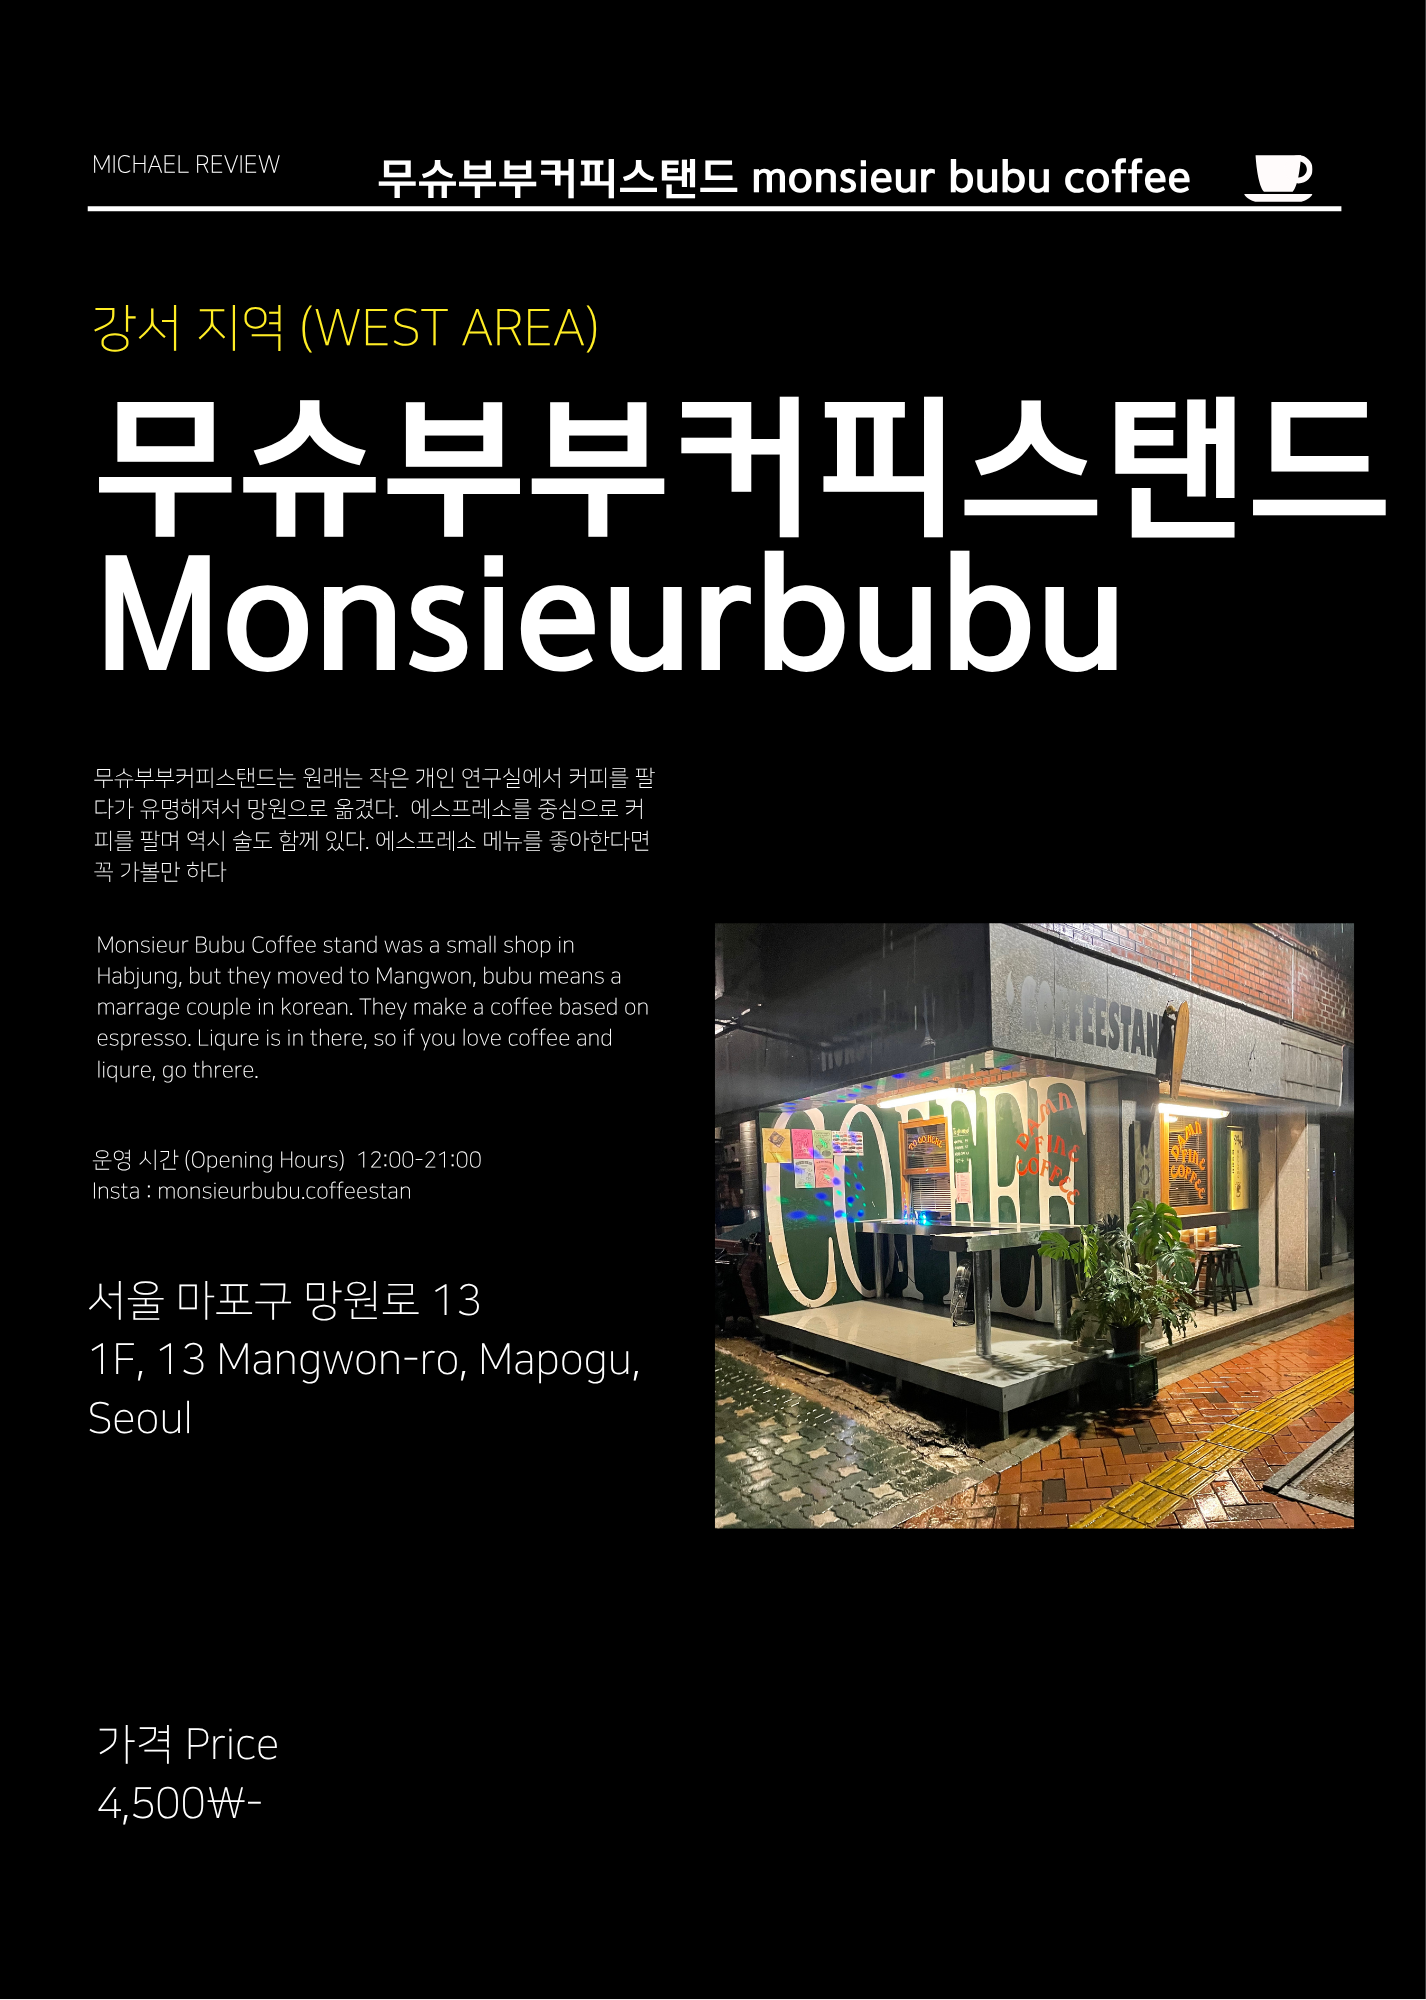 MICHAEL REVIEW
무슈부부커피스탠드 monsieur bubu coffee
강서 지역 (WEST AREA)
무슈부부커피스탠드
Monsieurbubu
무슈부부커피스탠드는 원래는 작은 개인 연구실에서 커피를 팔
다가 유명해져서 망원으로 옮겼다.  에스프레소를 중심으로 커
피를 팔며 역시 술도 함께 있다. 에스프레소 메뉴를 좋아한다면
꼭 가볼만 하다
Monsieur Bubu Coffee stand was a small shop in
Habjung, but they moved to Mangwon, bubu means a
marrage couple in korean. They make a coffee based on
espresso. Liqure is in there, so if you love coffee and
liqure, go threre.
운영 시간 (Opening Hours)  12:00-21:00
Insta : monsieurbubu.coffeestan
서울 마포구 망원로 13
1F, 13 Mangwon-ro, Mapogu,
Seoul
COFFEESTAN
COFFEE
DAMN
FINE
COFFEE
DAMN
FINE
COFFEE
가격 Price
4,500₩-